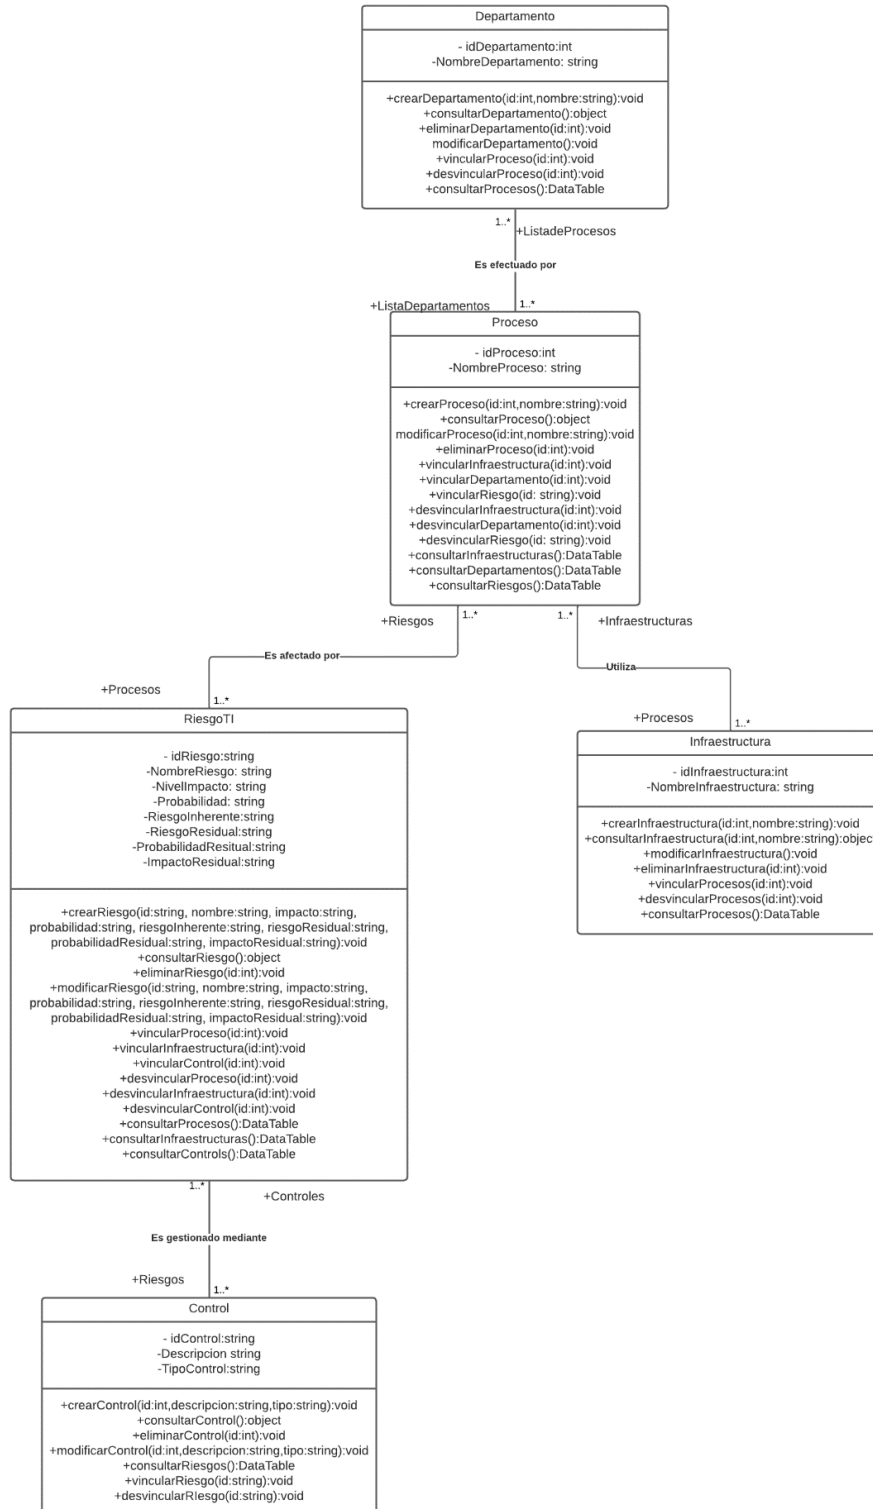 Departamento
- idDepartamento:int
-NombreDepartamento: string
+crearDepartamento(id:int,nombre:string):void
+consultarDepartamento():object
+eliminarDepartamento(id:int):void
modificarDepartamento():void
+vincularProceso(id:int):void
+desvincularProceso(id:int):void
+consultarProcesos():DataTable
1..*
+ListadeProcesos
Es efectuado por
+ListaDepartamentos
1..*
Proceso
- idProceso:int
-NombreProceso: string
+crearProceso(id:int,nombre:string):void
+consultarProceso():object
modificarProceso(id:int,nombre:string):void
+eliminarProceso(id:int):void
+vincularInfraestructura(id:int):void
+vincularDepartamento(id:int):void
+vincularRiesgo(id: string):void
+desvincularInfraestructura(id:int):void
+desvincularDepartamento(id:int):void
+desvincularRiesgo(id: string):void
+consultarInfraestructuras():DataTable
+consultarDepartamentos():DataTable
+consultarRiesgos():DataTable
+Riesgos
1..*
1..*
+Infraestructuras
Es afectado por
Utiliza
+Procesos
1..*
+Procesos
1..*
RiesgoTI
- idRiesgo:string
-NombreRiesgo: string
-NivelImpacto: string
-Probabilidad: string
-RiesgoInherente:string
-RiesgoResidual:string
-ProbabilidadResitual:string
-ImpactoResidual:string
+crearRiesgo(id:string, nombre:string, impacto:string,
probabilidad:string, riesgoInherente:string, riesgoResidual:string,
probabilidadResidual:string, impactoResidual:string):void
+consultarRiesgo():object
+eliminarRiesgo(id:int):void
+modificarRiesgo(id:string, nombre:string, impacto:string,
probabilidad:string, riesgoInherente:string, riesgoResidual:string,
probabilidadResidual:string, impactoResidual:string):void
+vincularProceso(id:int):void
+vincularInfraestructura(id:int):void
+vincularControl(id:int):void
+desvincularProceso(id:int):void
+desvincularInfraestructura(id:int):void
+desvincularControl(id:int):void
+consultarProcesos():DataTable
+consultarInfraestructuras():DataTable
+consultarControls():DataTable
Infraestructura
- idInfraestructura:int
-NombreInfraestructura: string
+crearInfraestructura(id:int,nombre:string):void
+consultarInfraestructura(id:int,nombre:string):object
+modificarInfraestructura():void
+eliminarInfraestructura(id:int):void
+vincularProcesos(id:int):void
+desvincularProcesos(id:int):void
+consultarProcesos():DataTable
1..*
+Controles
Es gestionado mediante
+Riesgos
1..*
Control
- idControl:string
-Descripcion string
-TipoControl:string
+crearControl(id:int,descripcion:string,tipo:string):void
+consultarControl():object
+eliminarControl(id:int):void
+modificarControl(id:int,descripcion:string,tipo:string):void
+consultarRiesgos():DataTable
+vincularRiesgo(id:string):void
+desvincularRIesgo(id:string):void